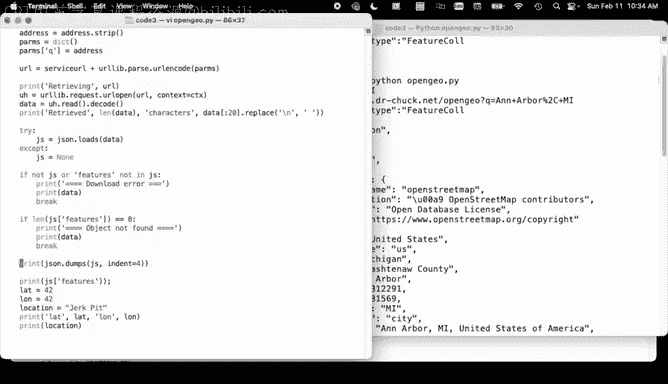 Terminal Shell Edit View Window Help
Sun Feb 11 10:34 AM
code3 — vi opengeo.py — 86×37
address = address.strip()
parms = dict()
parms['q'] = address
url = serviceurl + urllib.parse.urlencode(parms)
print('Retrieving', url)
uh = urllib.request.urlopen(url, context=ctx)
data = uh.read().decode()
print('Retrieved', len(data), 'characters', data[:20].replace('\n', ' '))
try:
js = json.loads(data)
except:
js = None
if not js or 'features' not in js:
print('==== Download error ===')
print(data)
break
if len(js['features']) == 0:
print('==== Object not found ====')
print(data)
break
print(json.dumps(js, indent=4))
print(js['features']);
lat = 42
lon = 42
location = "Jerk Pit"
print('lat', lat, 'lon', lon)
print(location)
code3 — Python opengeo.py — 83×36
type":"FeatureColl
python opengeo.py
I
.dr-chuck.net/opengeo?q=Ann+Arbor%2C+MI
type":"FeatureColl
on",
",
: {
ame": "openstreetmap",
tion": "\u00a9 OpenStreetMap contributors",
": "Open Database License",
https://www.openstreetmap.org/copyright"
United States",
e": "us",
chigan",
ashtenaw County",
Arbor",
312291,
81569,
": "MI",
": "city",
"Ann Arbor, MI, United States of America",